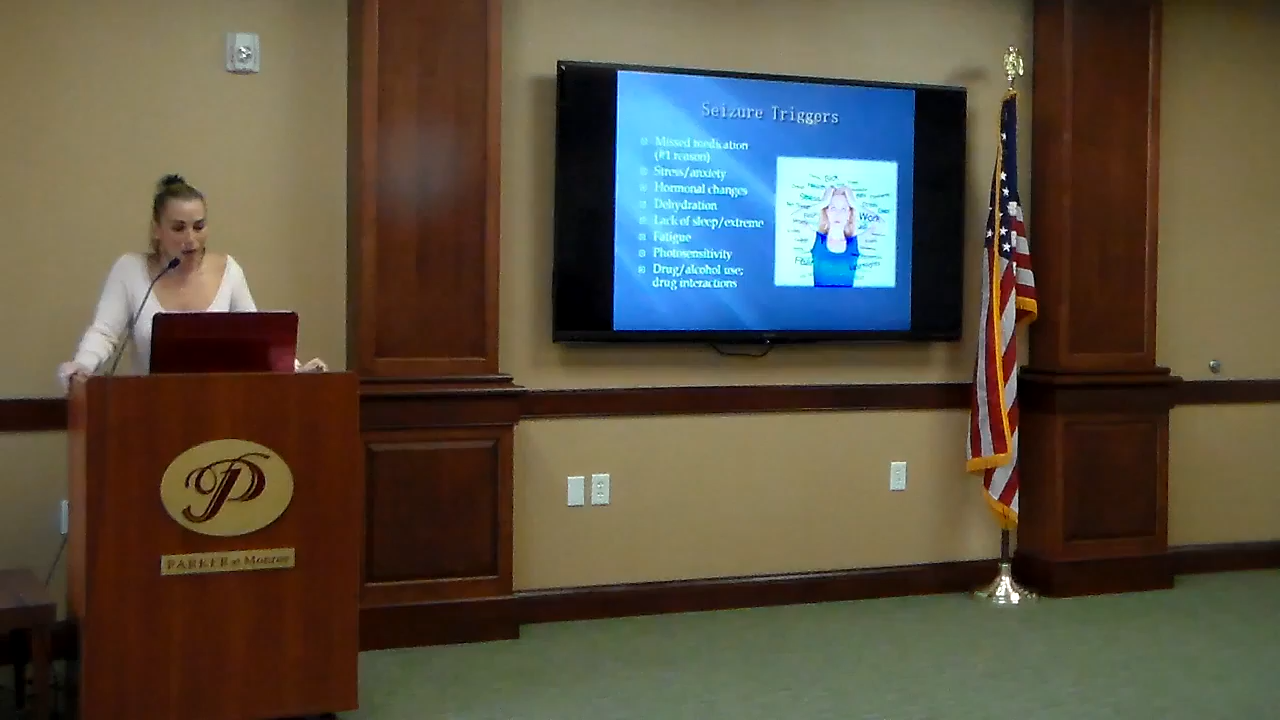 Seizure Triggers
Missed medication
(#1 reason)
Stress/anxiety
Hormonal changes
Dehydration
Lack of sleep/extreme
Fatigue
Photosensitivity
Drug/alcohol use;
drug interactions
Work
P
PARKER at Monroe